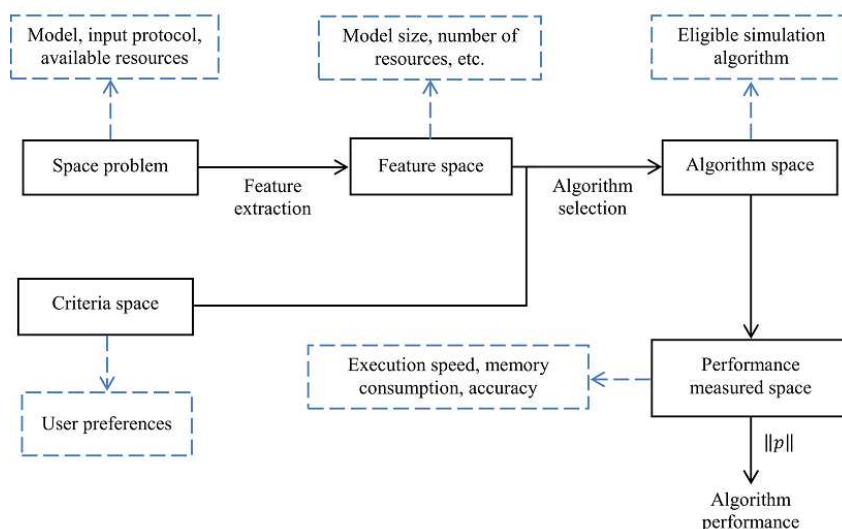 Model, input protocol,
available resources
Model size, number of
resources, etc.
Eligible simulation
algorithm
Space problem
Feature
extraction
Feature space
Algorithm
selection
Algorithm space
Criteria space
User preferences
Execution speed, memory
consumption, accuracy
Performance
measured space
‖p‖
Algorithm
performance